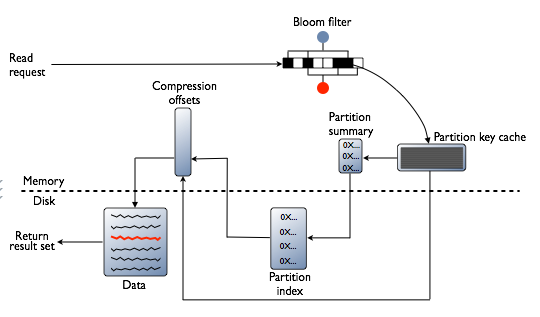 Bloom filter
Read
request
Compression
offsets
Partition
summary
0X...
0X...
0X...
Partition key cache
Memory
Disk
0X...
0X...
0X...
0X...
Return
result set
Data
Partition
index